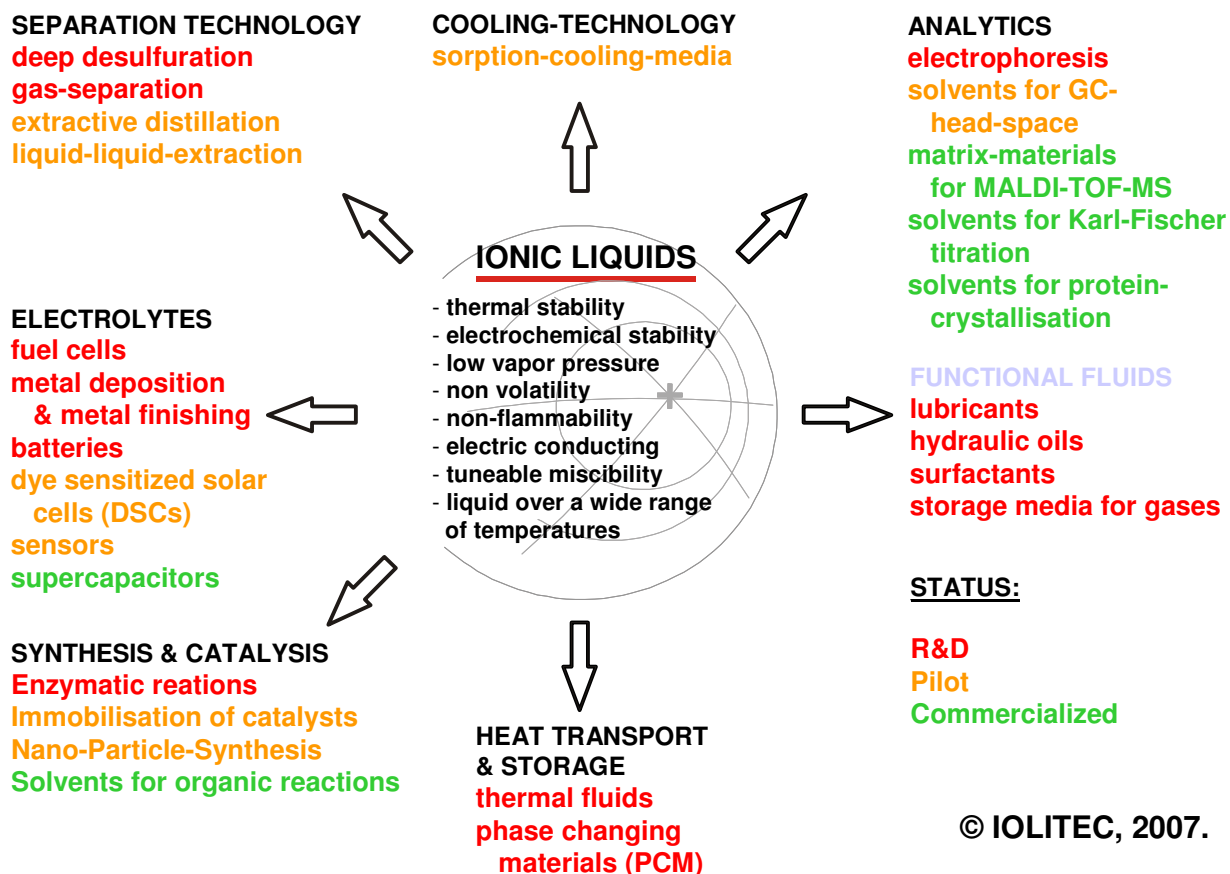 SEPARATION TECHNOLOGY
deep desulfuration
gas-separation
extractive distillation
liquid-liquid-extraction
COOLING-TECHNOLOGY
sorption-cooling-media
ANALYTICS
electrophoresis
solvents for GC-
head-space
matrix-materials
for MALDI-TOF-MS
solvents for Karl-Fischer
titration
solvents for protein-
crystallisation
IONIC LIQUIDS
- thermal stability
- electrochemical stability
- low vapor pressure
- non volatility
- non-flammability
- electric conducting
- tuneable miscibility
- liquid over a wide range
of temperatures
ELECTROLYTES
fuel cells
metal deposition
& metal finishing
batteries
dye sensitized solar
cells (DSCs)
sensors
supercapacitors
FUNCTIONAL FLUIDS
lubricants
hydraulic oils
surfactants
storage media for gases
SYNTHESIS & CATALYSIS
Enzymatic reations
Immobilisation of catalysts
Nano-Particle-Synthesis
Solvents for organic reactions
HEAT TRANSPORT
& STORAGE
thermal fluids
phase changing
materials (PCM)
STATUS:
R&D
Pilot
Commercialized
© IOLITEC, 2007.